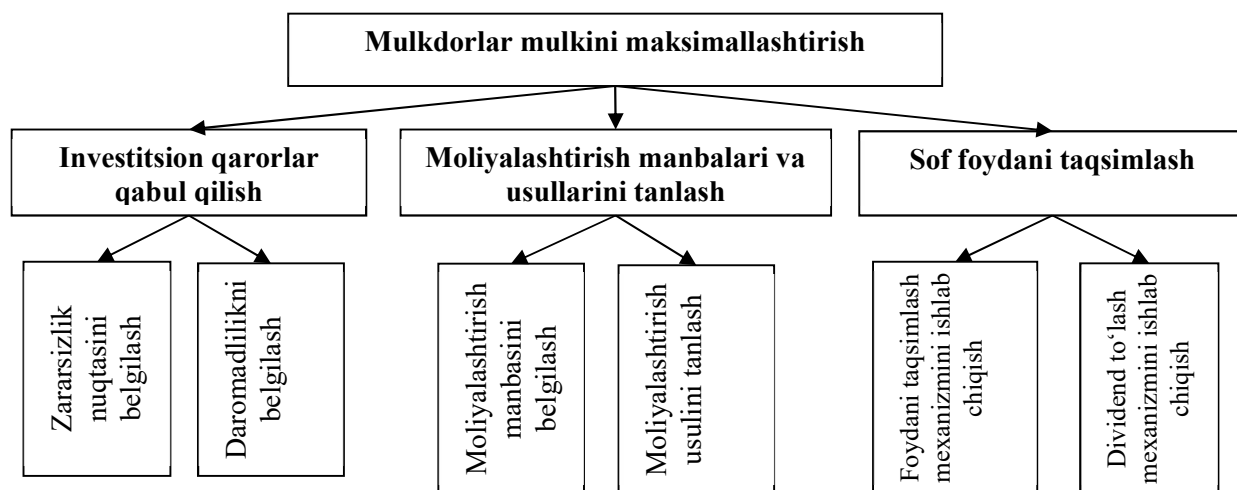 Mulkdorlar mulkini maksimallashtirish
Investitsion qarorlar
qabul qilish
Moliyalashtirish manbalari va
usullarini tanlash
Sof foydani taqsimlash
Zararsizlik
nuqtasini
belgilash
Daromadlilikni
belgilash
Moliyalashtirish
manbasini
belgilash
Moliyalashtirish
usulini tanlash
Foydani taqsimlash
mexanizmini ishlab
chiqish
Dividend to‘lash
mexanizmini ishlab
chiqish